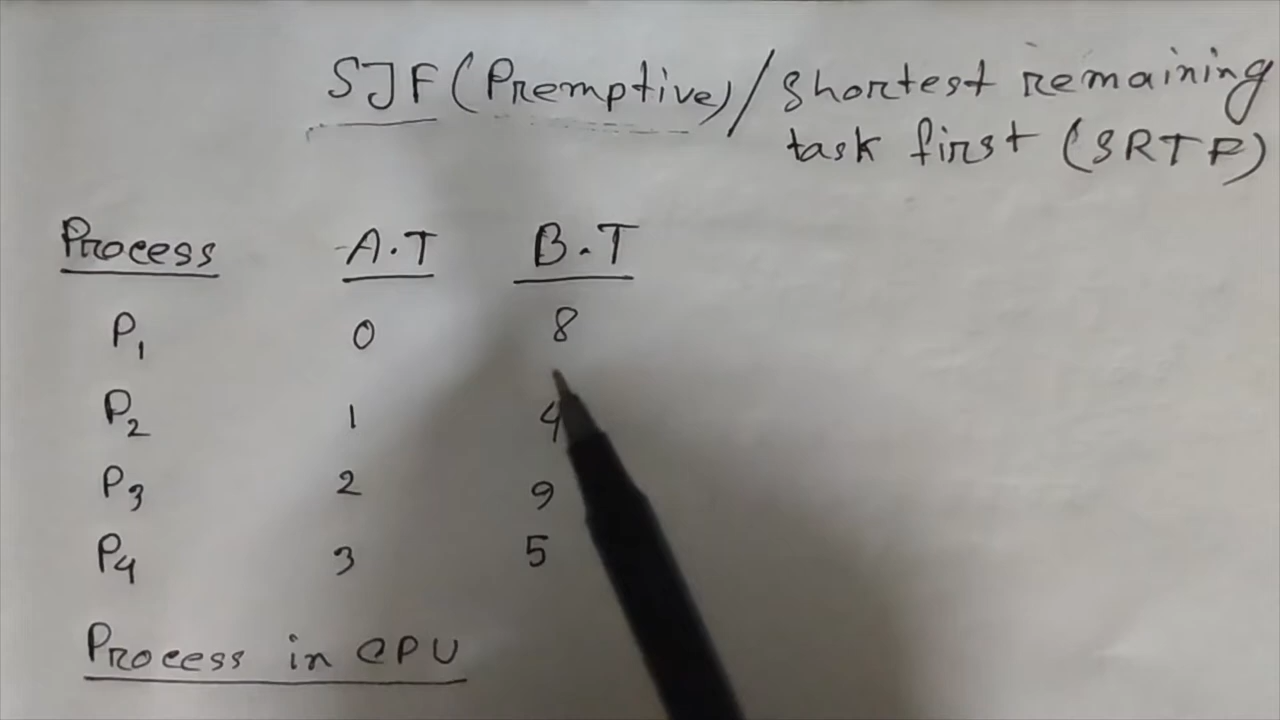 SJF (Premptive) / Shortest remaining
task first (SRTF)
Process A.T B.T
P1 0 8
P2 1 4
P3 2 9
P4 3 5
Process in CPU